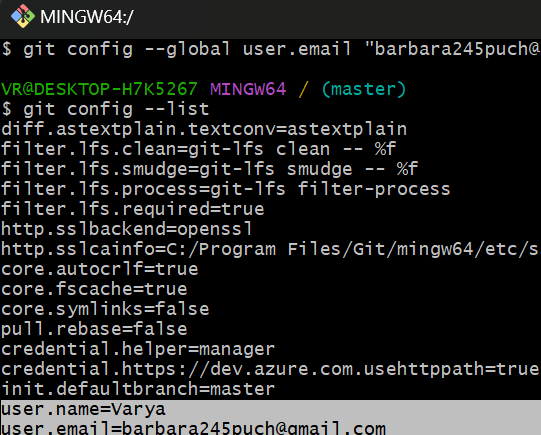 MINGW64:/
$ git config --global user.email "barbara245puch@
VR@DESKTOP-H7K5267 MINGW64 / (master)
$ git config --list
diff.astextplain.textconv=astextplain
filter.lfs.clean=git-lfs clean -- %f
filter.lfs.smudge=git-lfs smudge -- %f
filter.lfs.process=git-lfs filter-process
filter.lfs.required=true
http.sslbackend=openssl
http.sslcainfo=C:/Program Files/Git/mingw64/etc/s
core.autocrlf=true
core.fscache=true
core.symlinks=false
pull.rebase=false
credential.helper=manager
credential.https://dev.azure.com.usehttppath=true
init.defaultbranch=master
user.name=Varya
user.email=barbara245puch@gmail.com